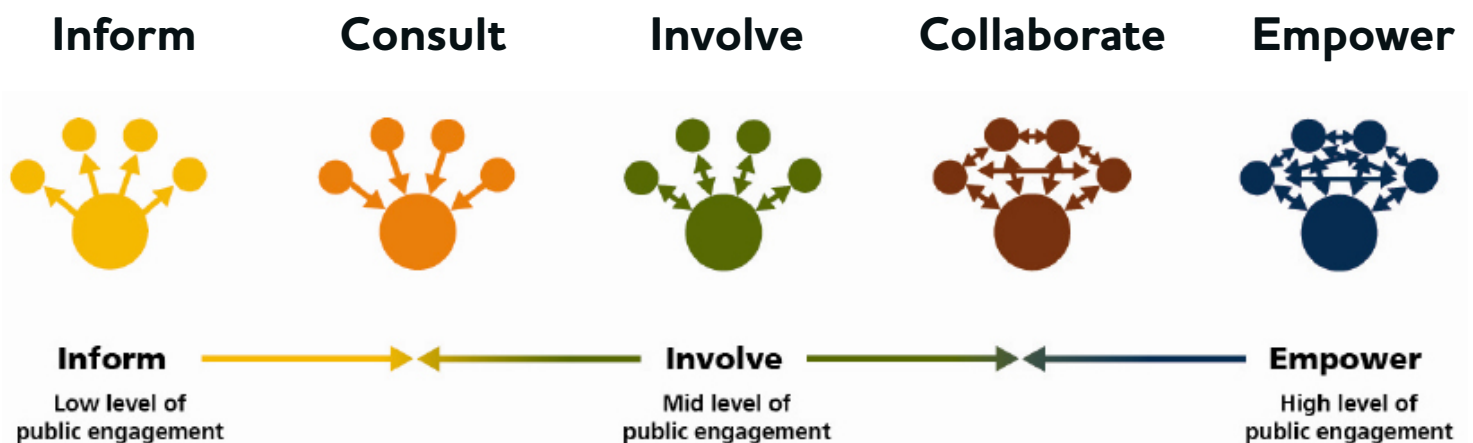 Inform Consult Involve Collaborate Empower
Inform Involve Empower
Low level of
public engagement
Mid level of
public engagement
High level of
public engagement